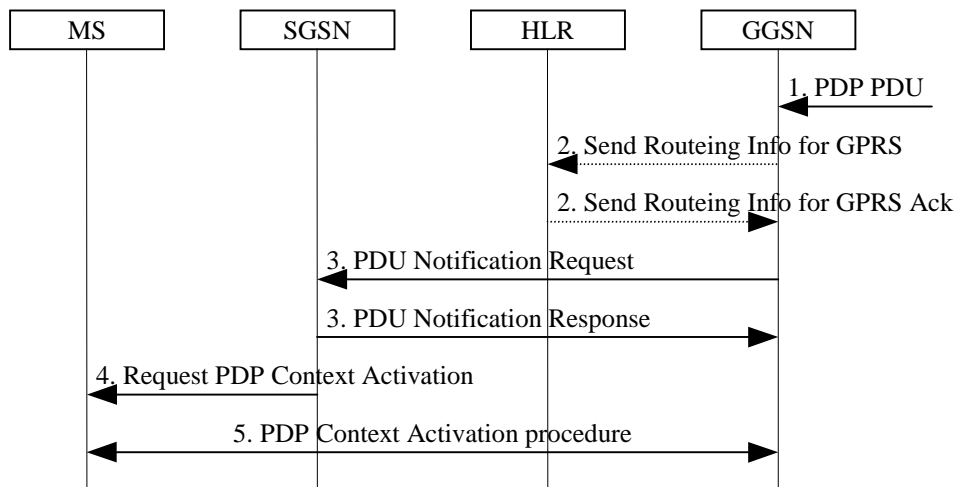 MS
SGSN
HLR
GGSN
1. PDP PDU
2. Send Routeing Info for GPRS
2. Send Routeing Info for GPRS Ack
3. PDU Notification Request
3. PDU Notification Response
4. Request PDP Context Activation
5. PDP Context Activation procedure